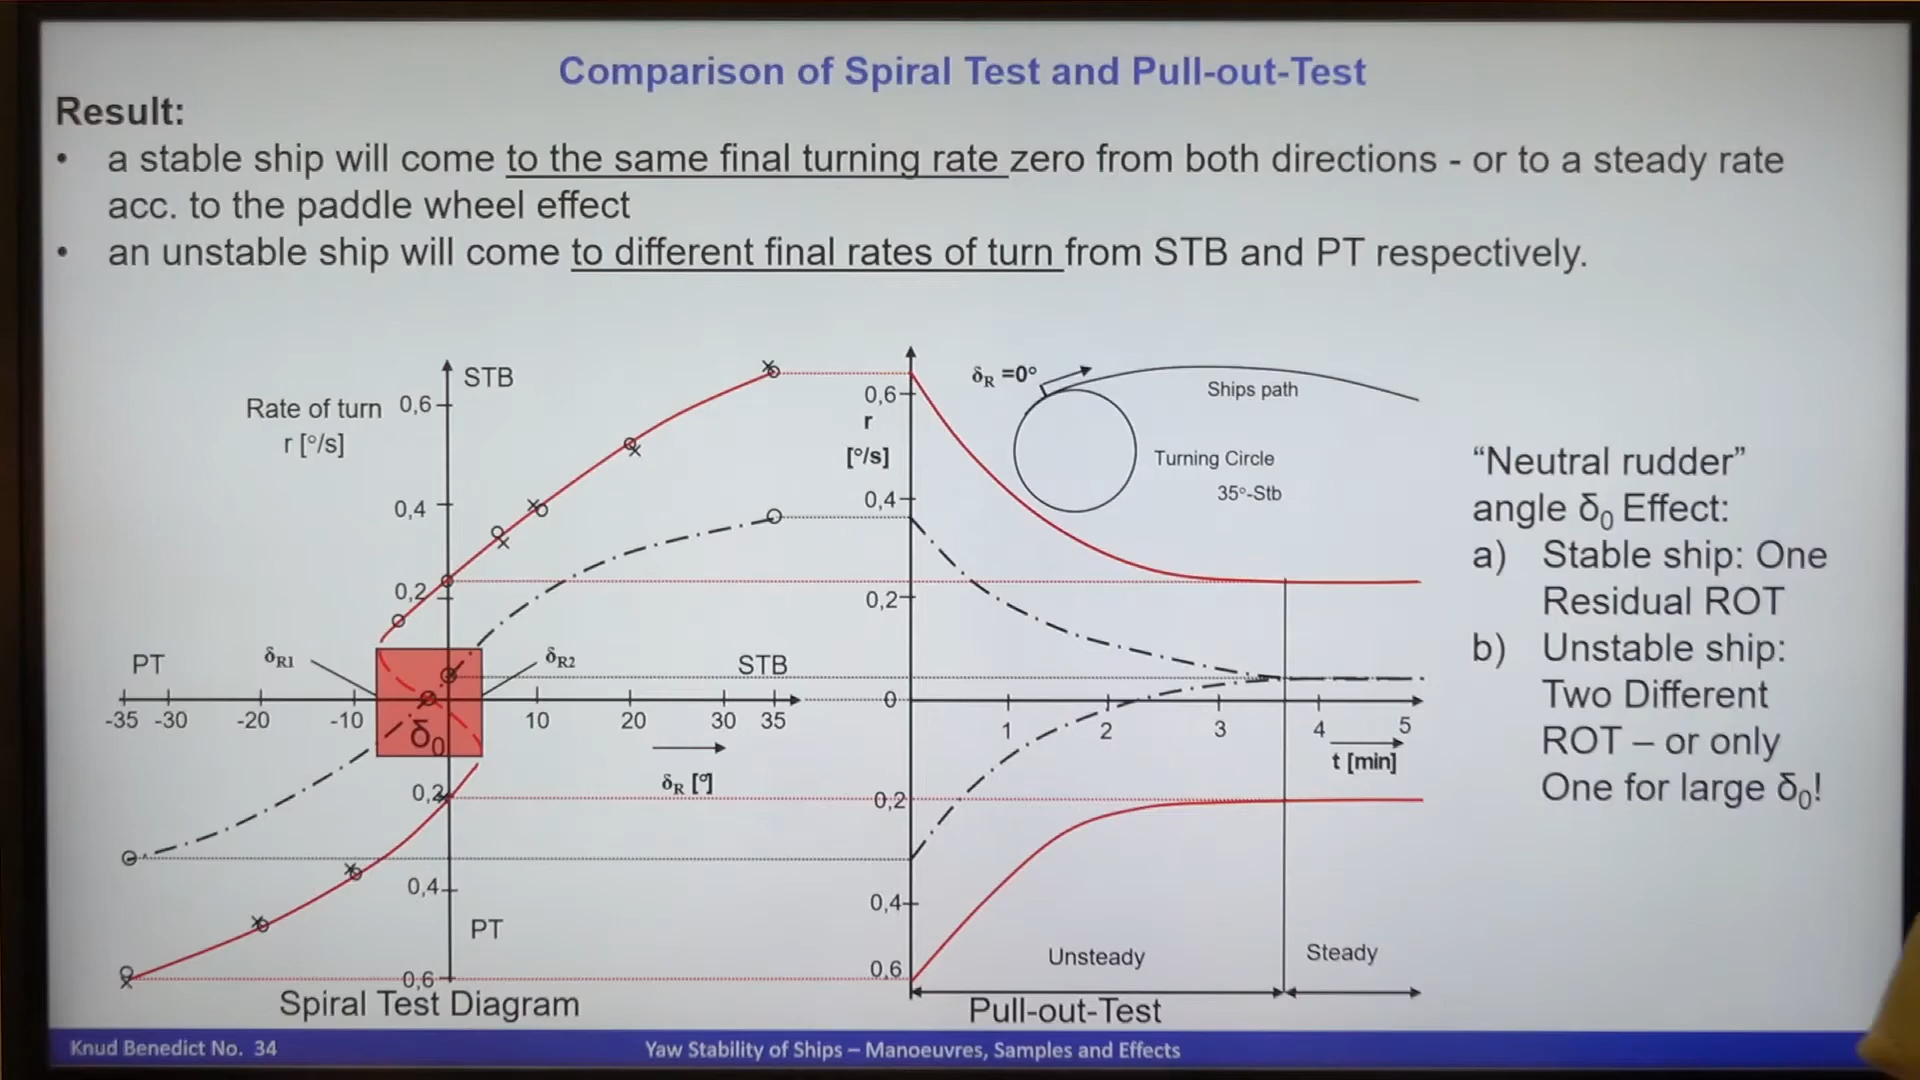 Comparison of Spiral Test and Pull-out-Test
Result:
• a stable ship will come to the same final turning rate zero from both directions - or to a steady rate
acc. to the paddle wheel effect
• an unstable ship will come to different final rates of turn from STB and PT respectively.
STB
Rate of turn
r [°/s]
0,6
0,4
0,2
PT
δR1
δR2
STB
-35 -30 -20 -10 10 20 30 35
δ0
δR [°]
0,2
0,4
PT
0,6
Spiral Test Diagram
0,6
r
[°/s]
0,4
0,2
0
0,2
0,4
0,6
δR =0°
Ships path
Turning Circle
35°-Stb
1 2 3 4 5
t [min]
Unsteady
Steady
Pull-out-Test
“Neutral rudder”
angle δ0 Effect:
a) Stable ship: One
Residual ROT
b) Unstable ship:
Two Different
ROT – or only
One for large δ0!
Knud Benedict No. 34
Yaw Stability of Ships – Manoeuvres, Samples and Effects